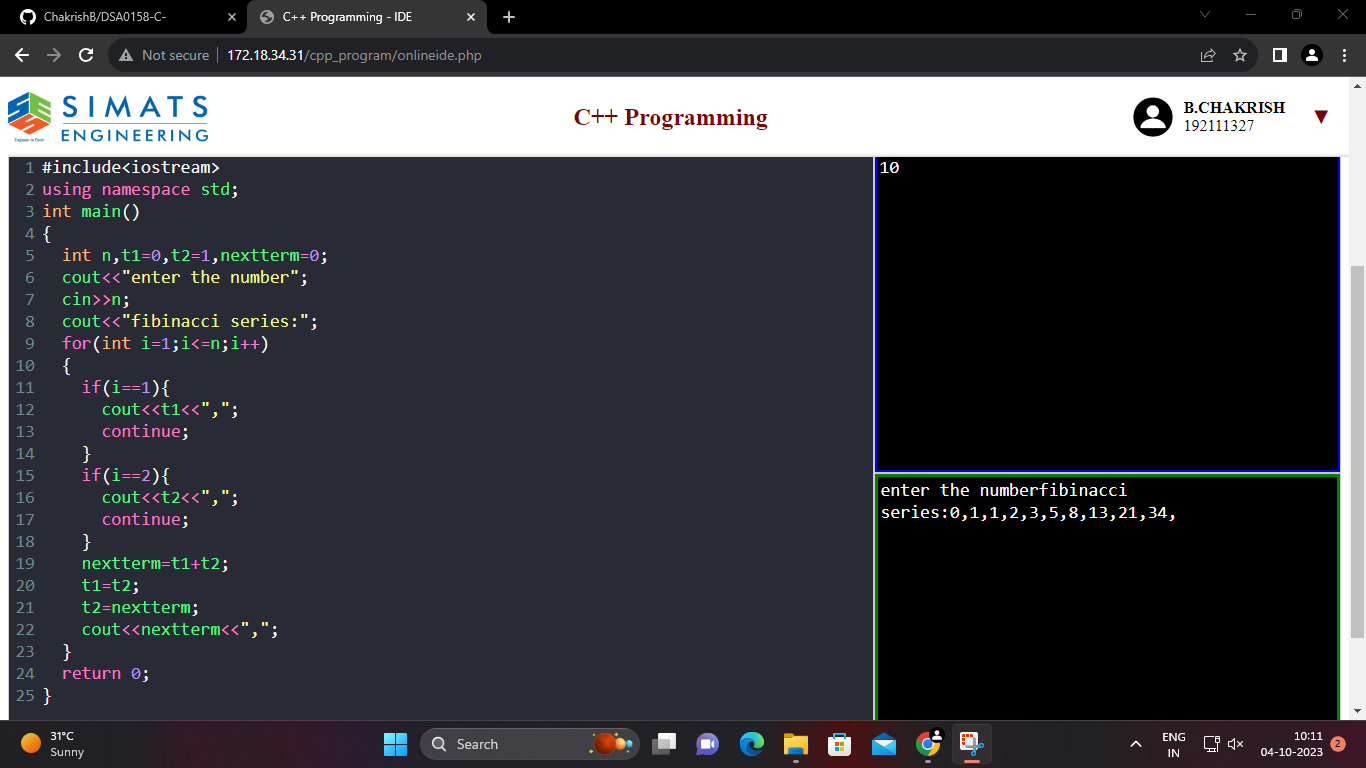 ChakrishB/DSA0158-C-
C++ Programming - IDE
Not secure
172.18.34.31/cpp_program/onlineide.php
SIMATS
ENGINEERING
Engineer to Excel
C++ Programming
B.CHAKRISH
192111327
1 #include<iostream>
2 using namespace std;
3 int main()
4 {
5 int n,t1=0,t2=1,nextterm=0;
6 cout<<"enter the number";
7 cin>>n;
8 cout<<"fibinacci series:";
9 for(int i=1;i<=n;i++)
10 {
11 if(i==1){
12 cout<<t1<<",";
13 continue;
14 }
15 if(i==2){
16 cout<<t2<<",";
17 continue;
18 }
19 nextterm=t1+t2;
20 t1=t2;
21 t2=nextterm;
22 cout<<nextterm<<",";
23 }
24 return 0;
25 }
10
enter the numberfibinacci
series:0,1,1,2,3,5,8,13,21,34,
31°C
Sunny
Search
ENG
IN
10:11
04-10-2023
2